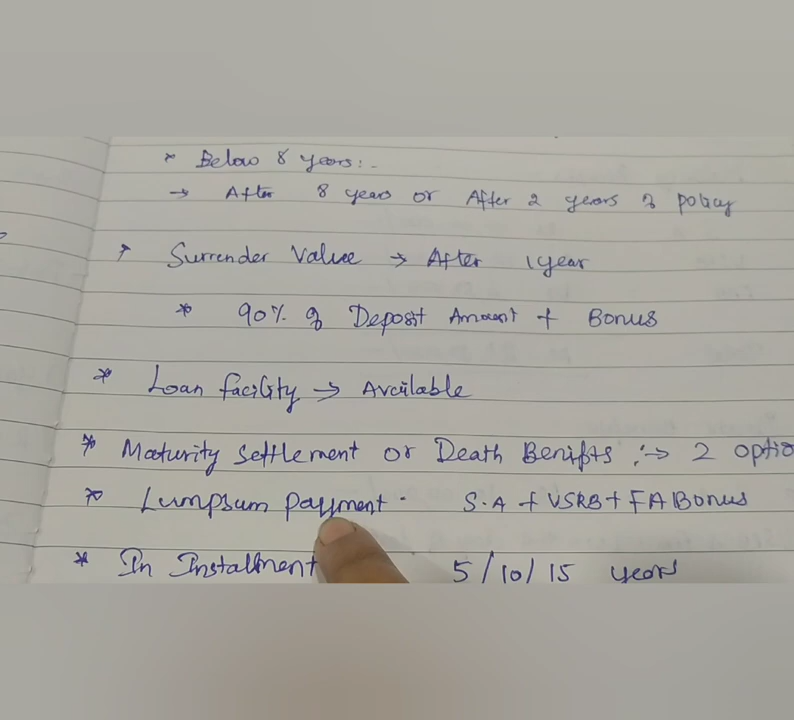 * Below 8 years:-
→ After 8 years or After 2 years of policy
* Surrender Value → After 1 year
* 90% of Deposit Amount + Bonus
* Loan facility → Available
* Maturity Settlement or Death Benifits :→ 2 optio
* Lumpsum payment · S.A + VSRB + FA Bonus
* In Installment 5/10/15 years